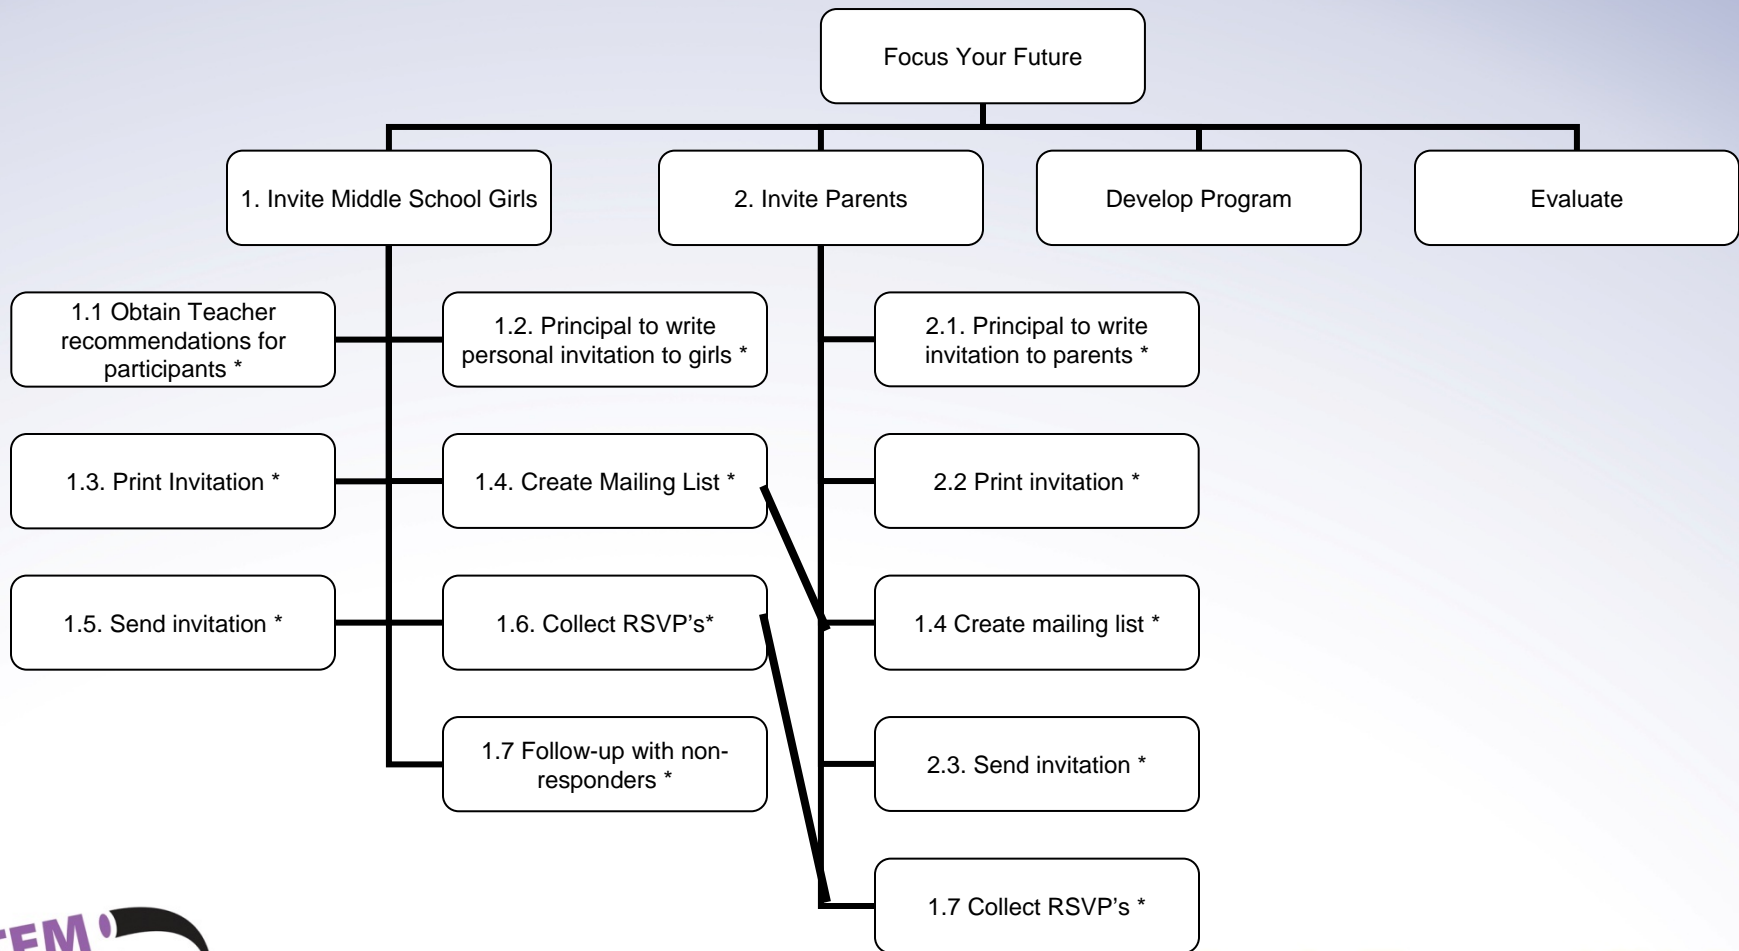 Focus Your Future
1. Invite Middle School Girls
2. Invite Parents
Develop Program
Evaluate
1.1 Obtain Teacher
recommendations for
participants *
1.2. Principal to write
personal invitation to girls *
2.1. Principal to write
invitation to parents *
1.3. Print Invitation *
1.4. Create Mailing List *
2.2 Print invitation *
1.5. Send invitation *
1.6. Collect RSVP's*
1.4 Create mailing list *
1.7 Follow-up with non-
responders *
2.3. Send invitation *
1.7 Collect RSVP's *